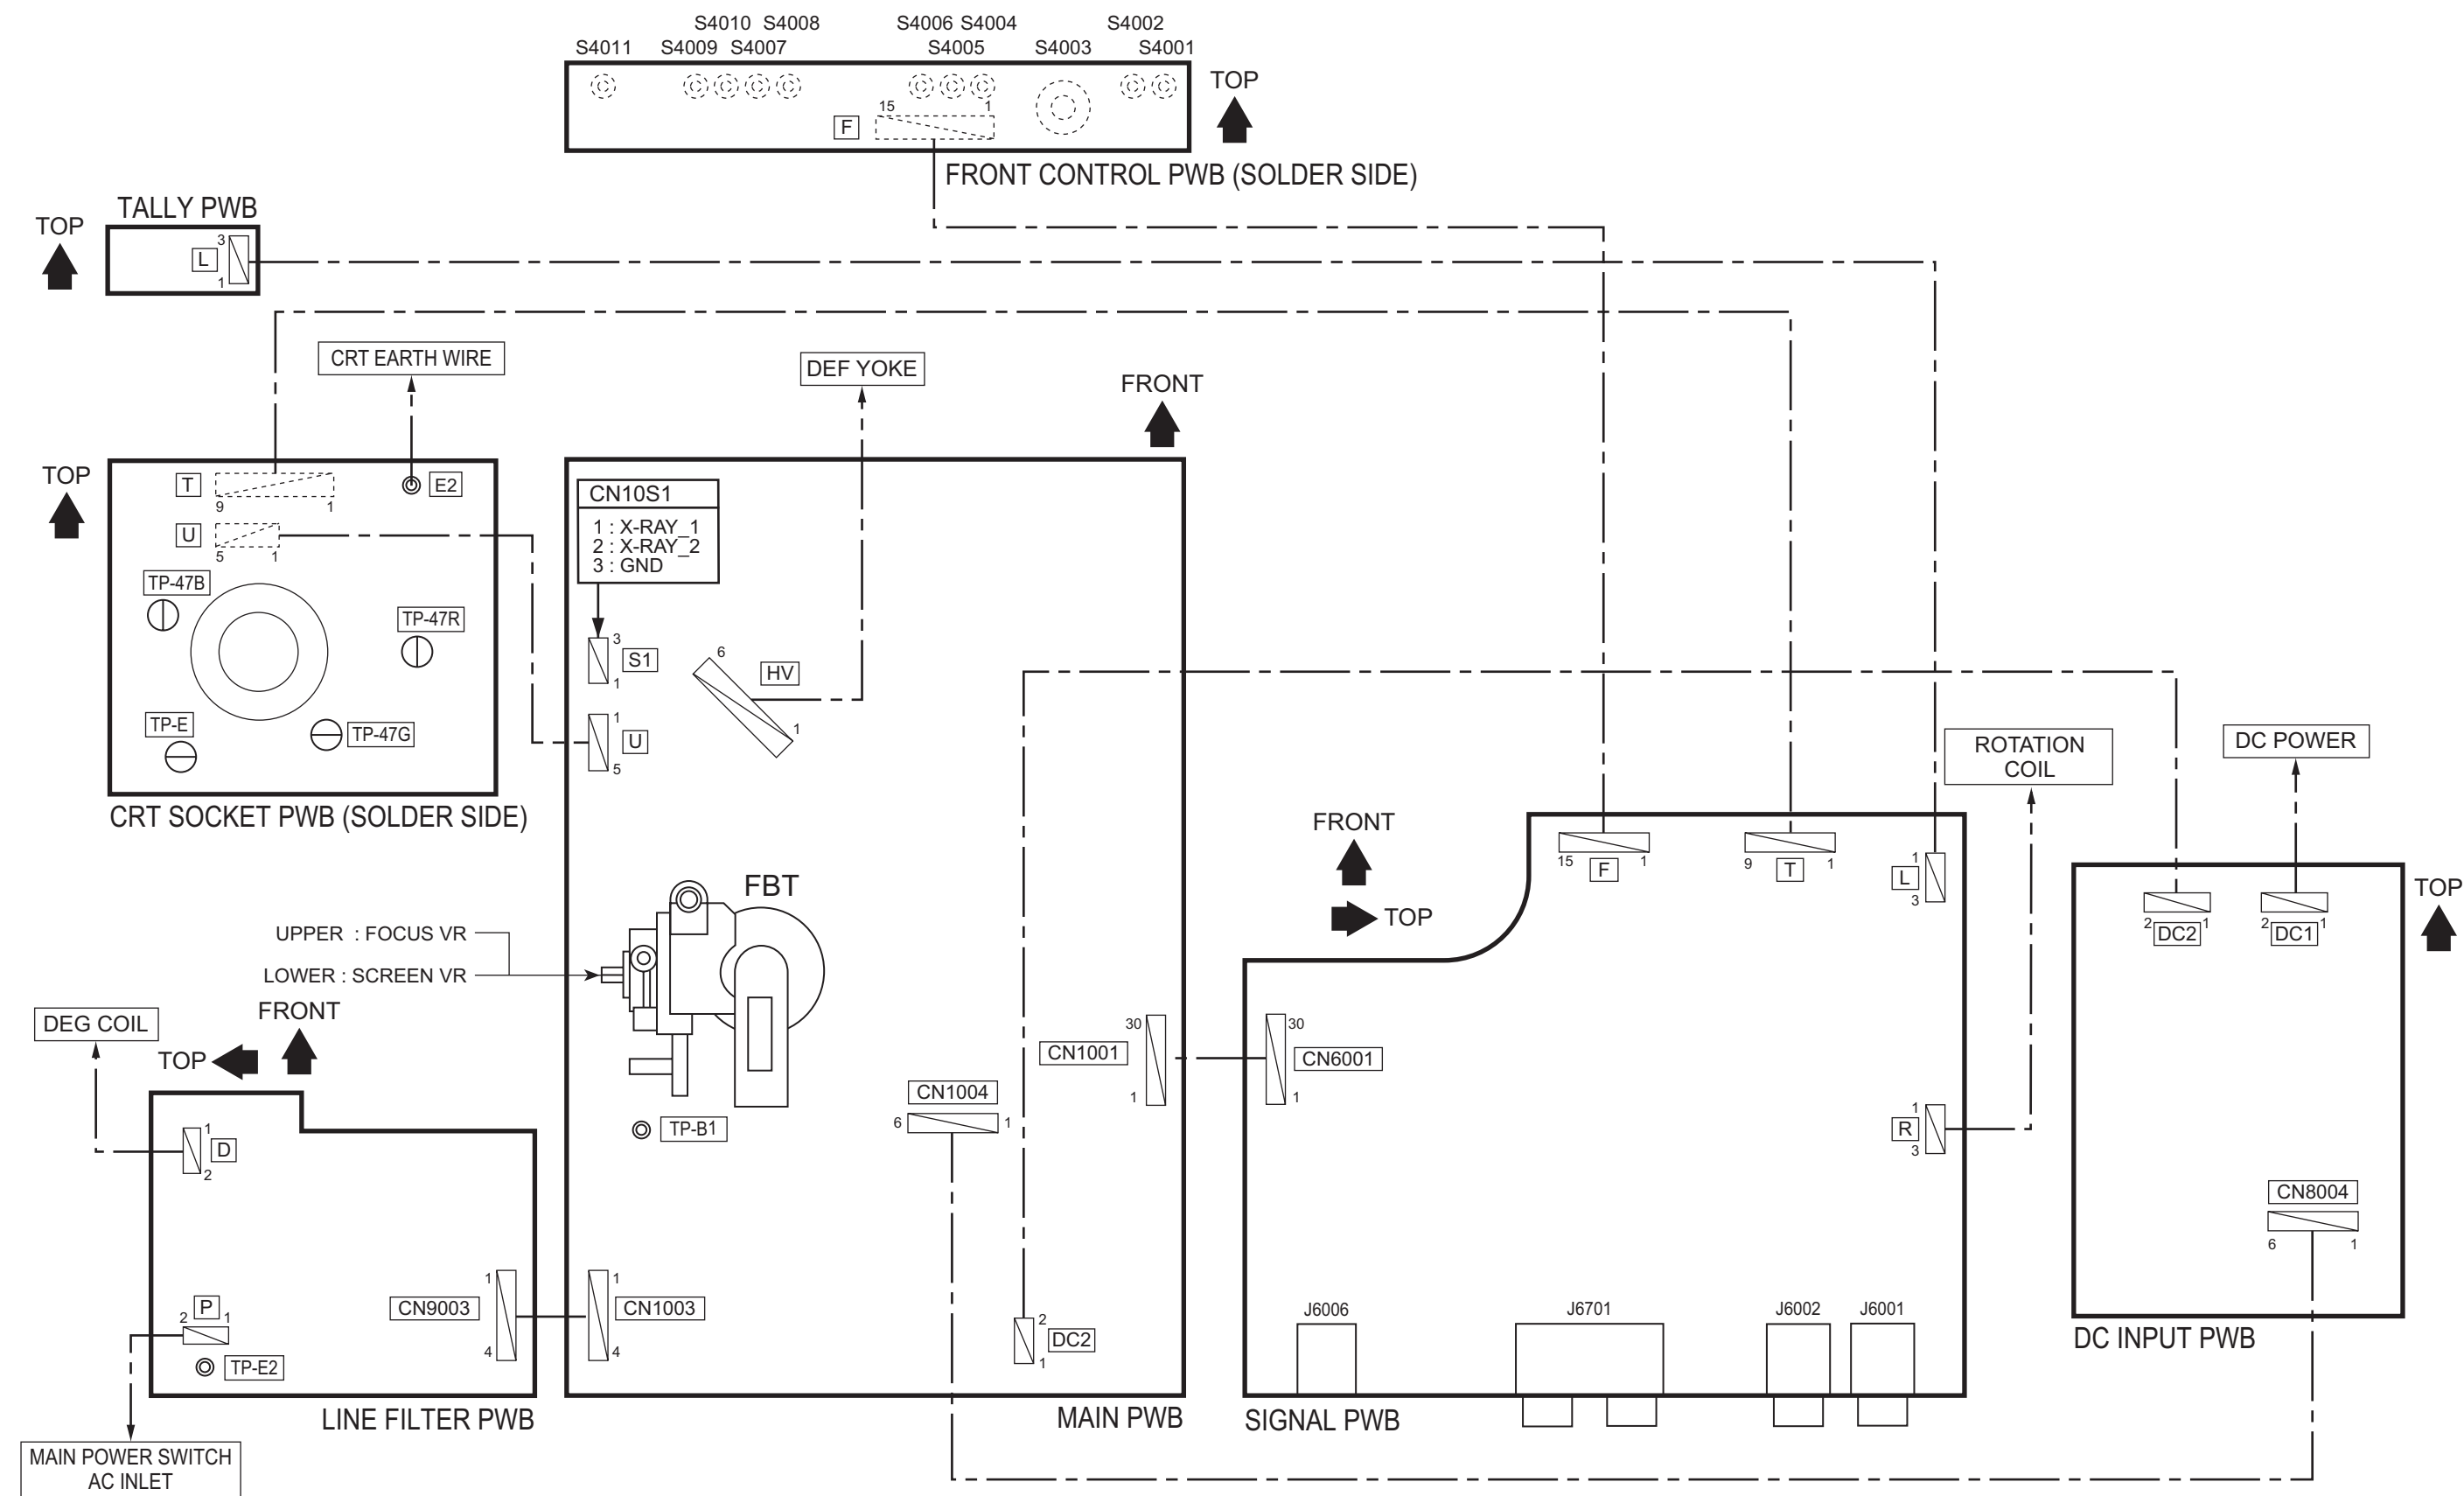 S4010 S4008 S4006 S4004 S4002
S4011 S4009 S4007 S4005 S4003 S4001
TOP
15 1
F
FRONT CONTROL PWB (SOLDER SIDE)
TALLY PWB
TOP
3
L
1
CRT EARTH WIRE
DEF YOKE
FRONT
TOP
T
9 1
E2
U
5 1
TP-47B
TP-47R
TP-E
TP-47G
CRT SOCKET PWB (SOLDER SIDE)
CN10S1
1 : X-RAY_1
2 : X-RAY_2
3 : GND
3
S1
1
6
HV
1
1
U
5
FBT
UPPER : FOCUS VR
LOWER : SCREEN VR
TP-B1
CN1004
6 1
30
CN1001
1
1
CN1003
4
2
DC2
1
MAIN PWB
DEG COIL
FRONT
TOP
1
D
2
P
2 1
TP-E2
1
CN9003
4
LINE FILTER PWB
MAIN POWER SWITCH
AC INLET
FRONT
TOP
15 1
F
9 1
T
1
L
3
ROTATION
COIL
30
CN6001
1
1
R
3
J6006
J6701
J6002
J6001
SIGNAL PWB
DC POWER
TOP
2 1
DC2
2 1
DC1
CN8004
6 1
DC INPUT PWB